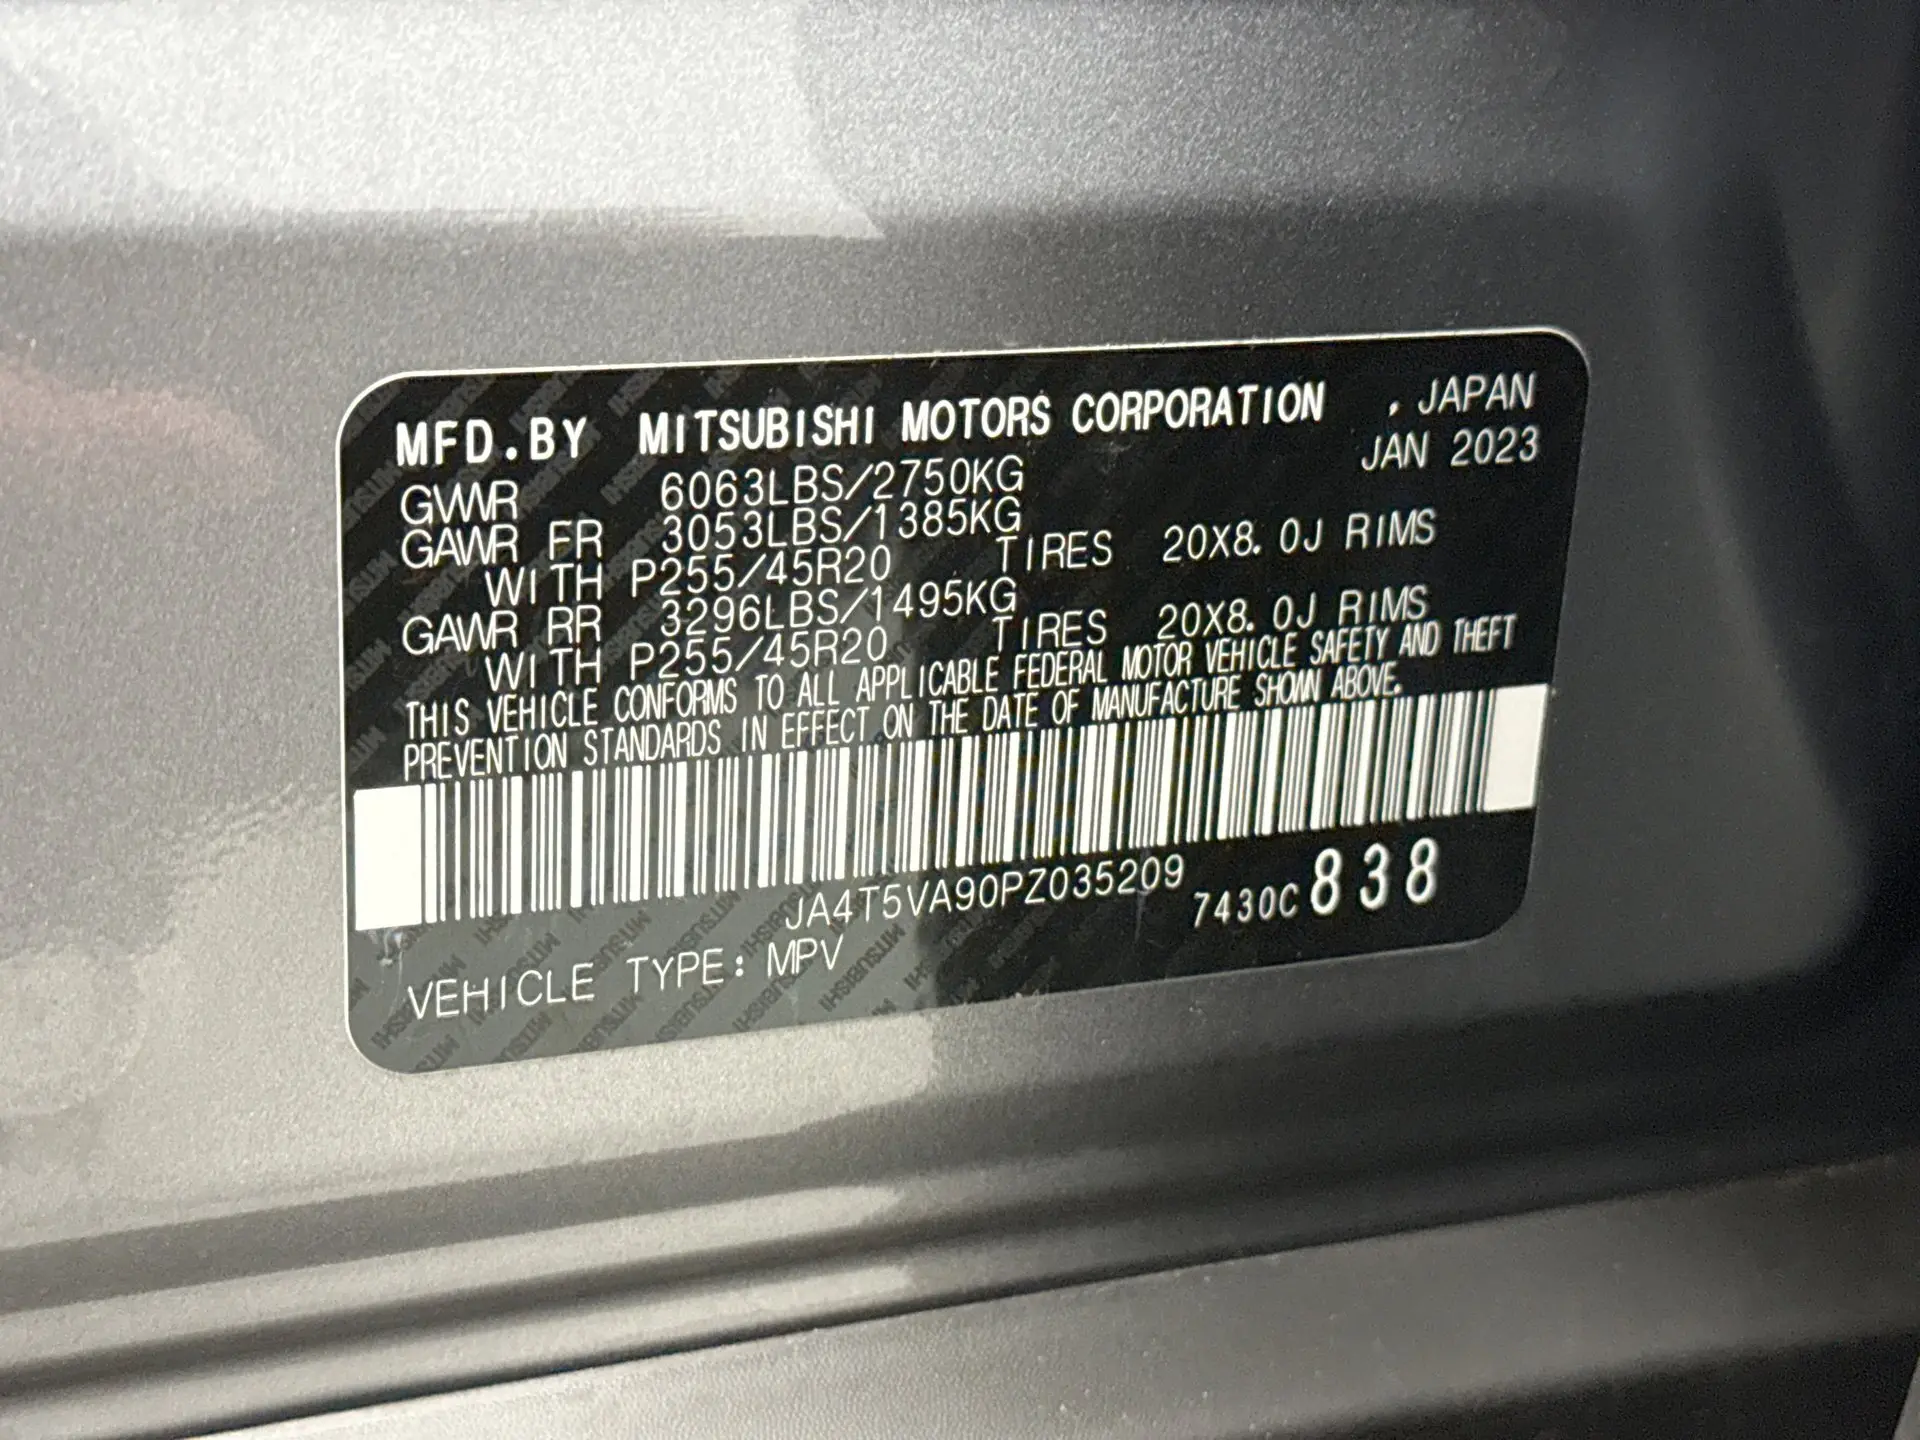 MFD.BY MITSUBISHI MOTORS CORPORATION , JAPAN
JAN 2023
GVWR 6063LBS/2750KG
GAWR FR 3053LBS/1385KG
WITH P255/45R20 TIRES 20X8.0J RIMS
GAWR RR 3296LBS/1495KG
WITH P255/45R20 TIRES 20X8.0J RIMS
THIS VEHICLE CONFORMS TO ALL APPLICABLE FEDERAL MOTOR VEHICLE SAFETY AND THEFT
PREVENTION STANDARDS IN EFFECT ON THE DATE OF MANUFACTURE SHOWN ABOVE.
JA4T5VA90PZ035209
7430C838
VEHICLE TYPE: MPV